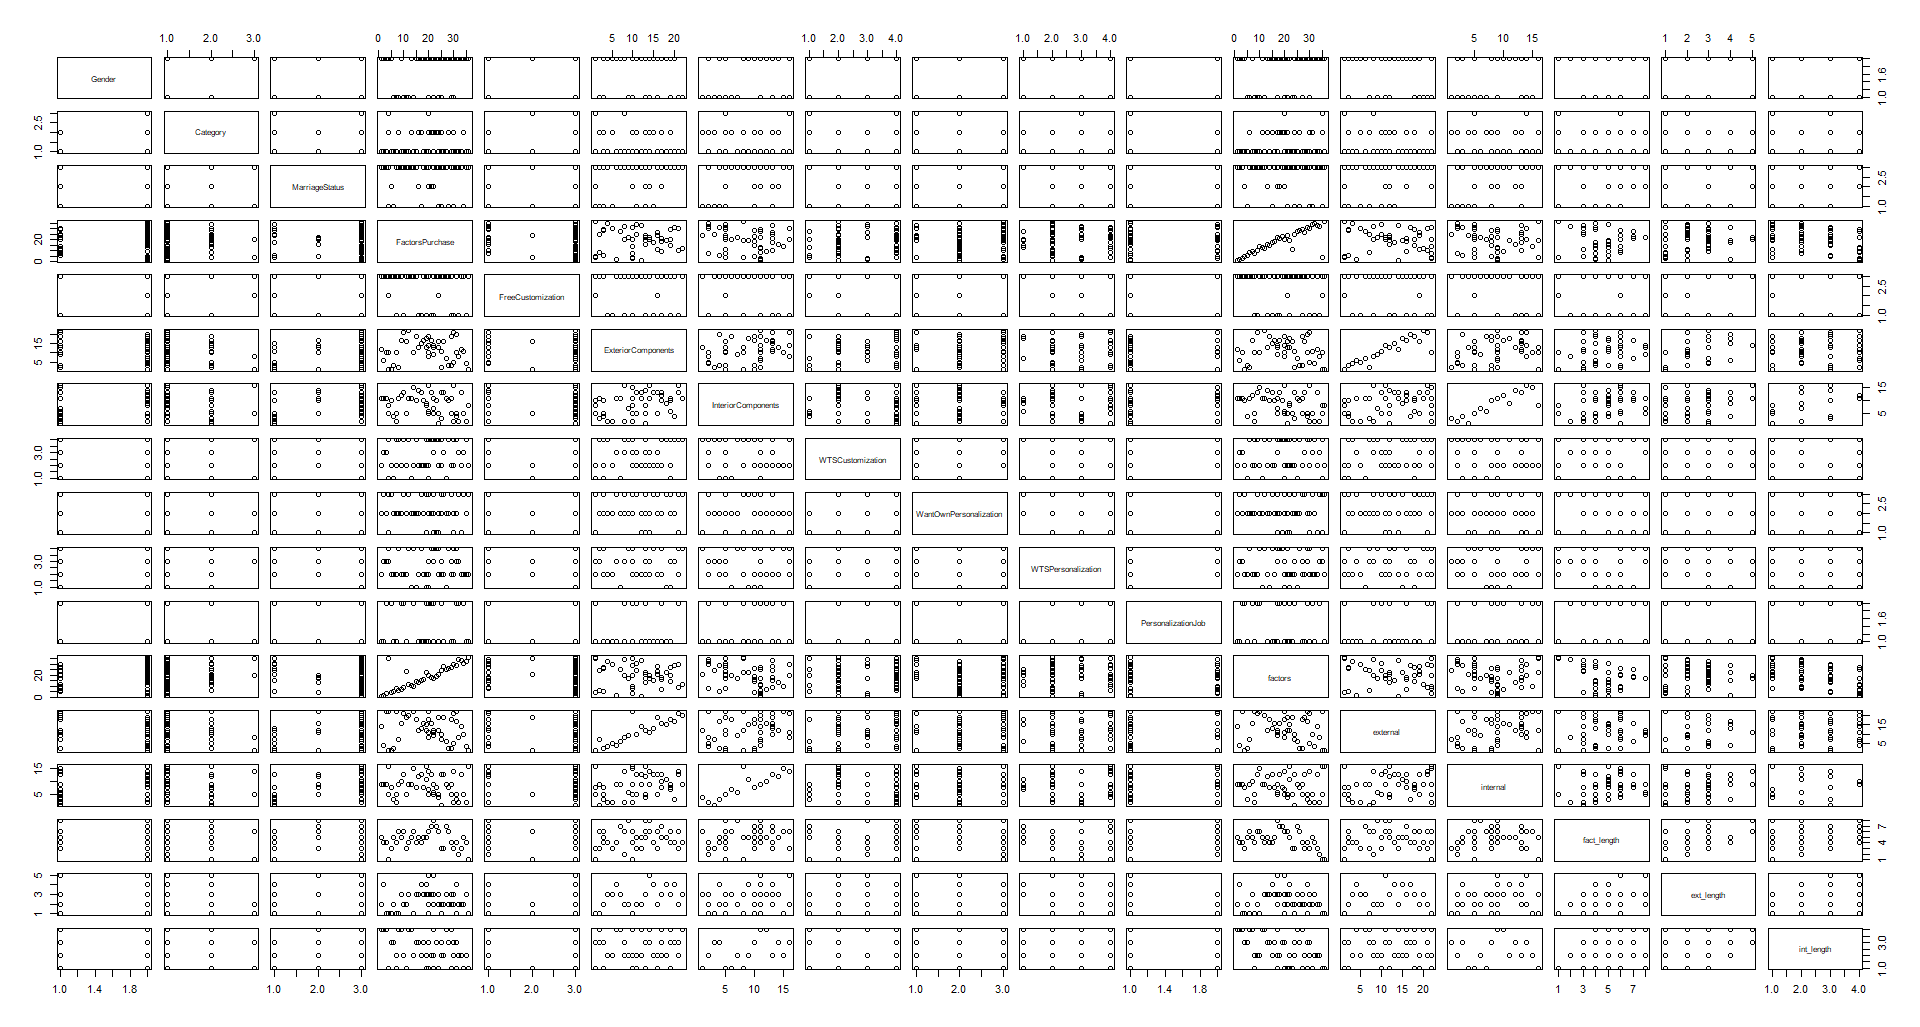 1.0 2.0 3.0 0 10 20 30 5 10 15 20 1.0 2.0 3.0 4.0 1.0 2.0 3.0 4.0 0 10 20 30 5 10 15 1 2 3 4 5
Gender 1.0 1.6
1.0 2.5 Category
MarriageStatus 1.0 2.5
0 20 FactorsPurchase
FreeCustomization 1.0 2.5
5 15 ExteriorComponents
InteriorComponents 5 15
1.0 3.0 WTSCustomization
WantOwnPersonalization 1.0 2.5
1.0 3.0 WTSPersonalization
PersonalizationJob 1.0 1.6
0 20 factors
external 5 15
5 15 internal
fact_length 1 4 7
1 3 5 ext_length
int_length 1.0 3.0
1.0 1.4 1.8 1.0 2.0 3.0 1.0 2.0 3.0 5 10 15 1.0 2.0 3.0 1.0 1.4 1.8 5 10 15 20 1 3 5 7 1.0 2.0 3.0 4.0